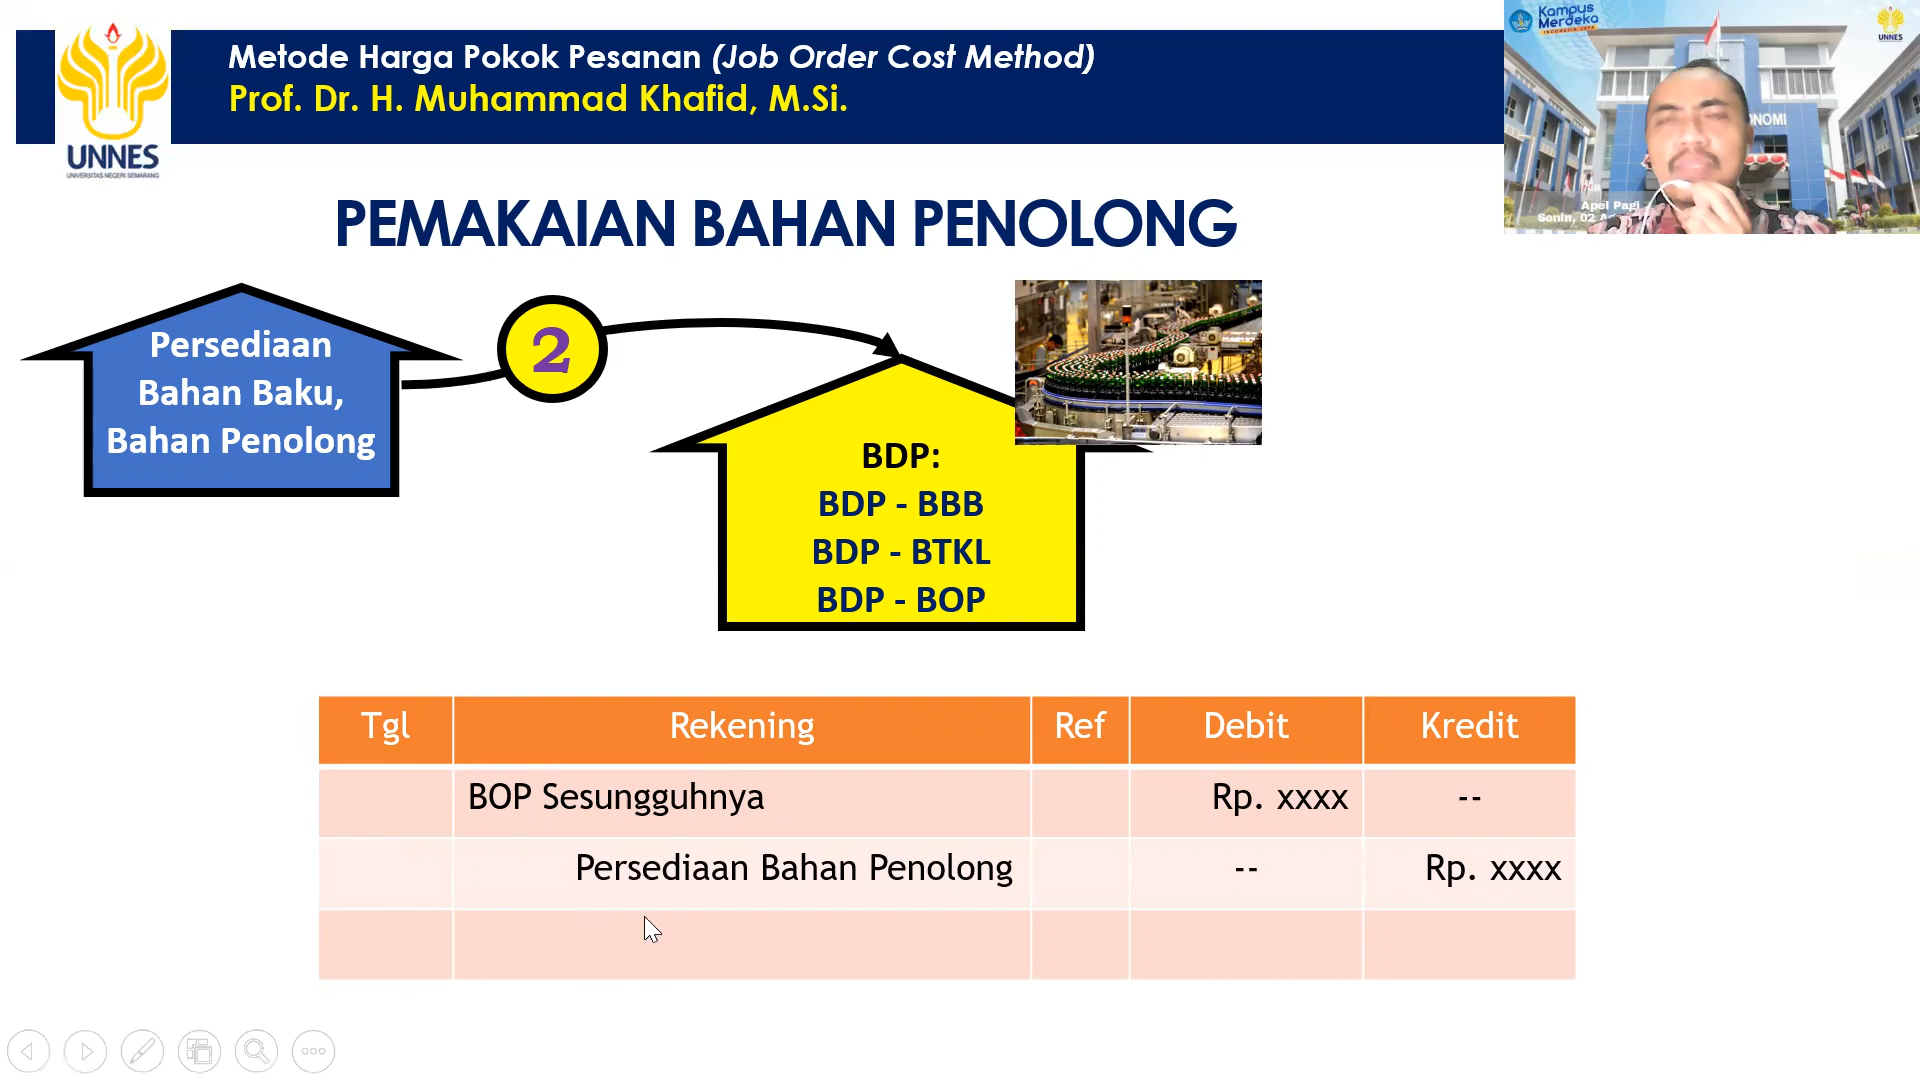 Metode Harga Pokok Pesanan (Job Order Cost Method)
Prof. Dr. H. Muhammad Khafid, M.Si.
UNNES
UNIVERSITAS NEGERI SEMARANG
Kampus
Merdeka
INDONESIA JAYA
UNNES
ONOMI
Apel Pagi
Senin, 02
PEMAKAIAN BAHAN PENOLONG
Persediaan
Bahan Baku,
Bahan Penolong
2
BDP:
BDP - BBB
BDP - BTKL
BDP - BOP
Tgl Rekening Ref Debit Kredit
BOP Sesungguhnya Rp. xxxx --
Persediaan Bahan Penolong -- Rp. xxxx